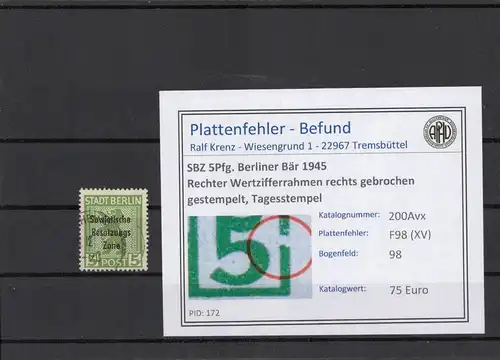 Plattenfehler - Befund
Ralf Krenz - Wiesengrund 1 - 22967 Tremsbüttel
SBZ 5Pfg. Berliner Bär 1945
Rechter Wertzifferrahmen rechts gebrochen
gestempelt, Tagesstempel
Katalognummer: 200Avx
Plattenfehler: F98 (XV)
Bogenfeld: 98
Katalogwert: 75 Euro
PID: 172
5
STADT BERLIN
Sowjetische
Besatzungs
Zone
5 POST 5